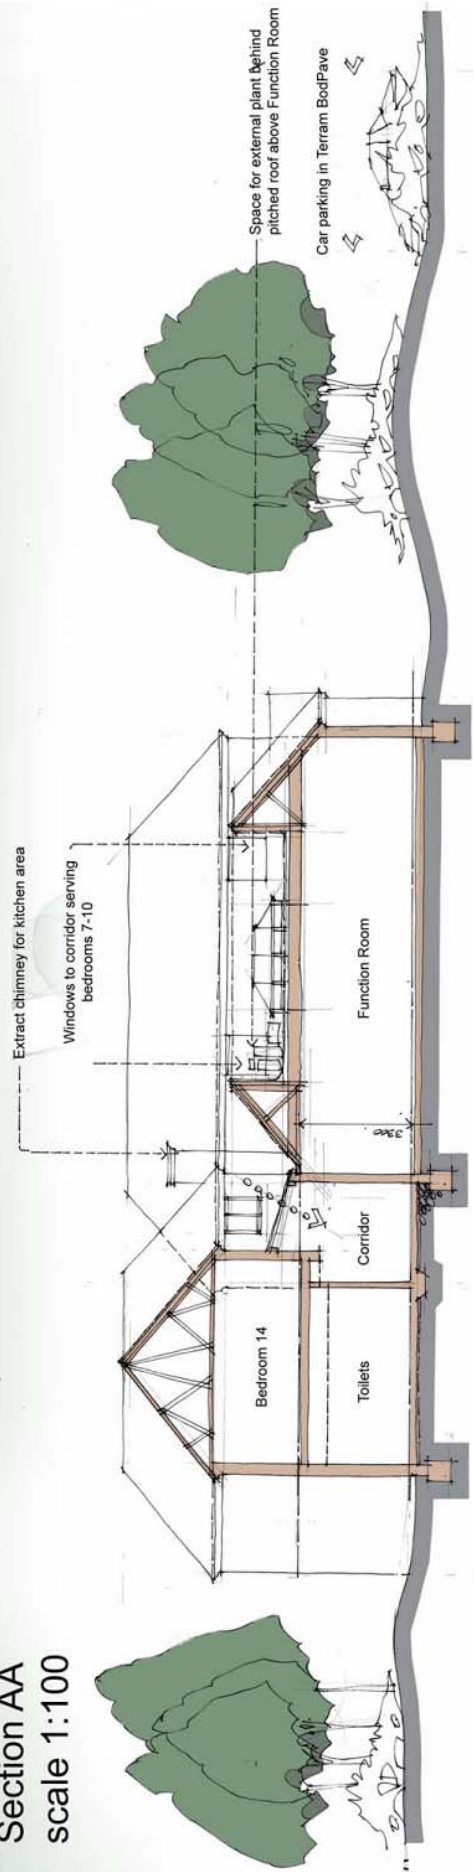 Section AA
scale 1:100
Extract chimney for kitchen area
Windows to corridor serving
bedrooms 7-10
Space for external plant behind
pitched roof above Function Room
Car parking in Terram BodPave
Bedroom 14
Toilets
Corridor
3300
Function Room